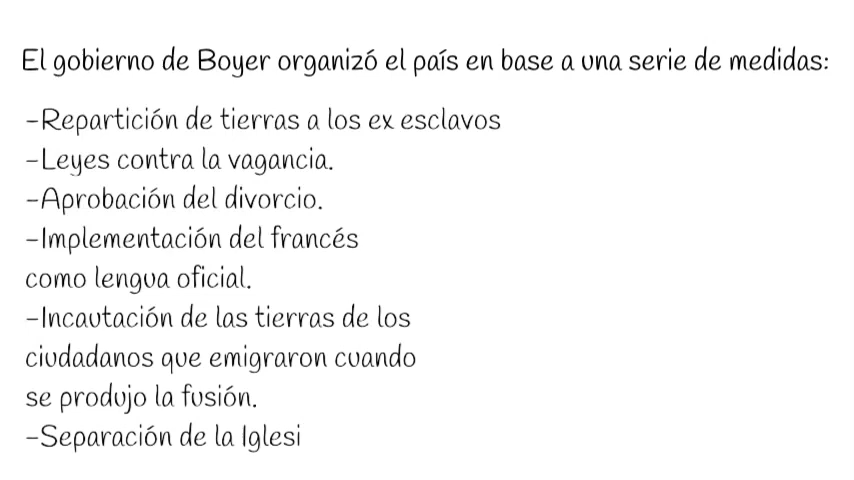 El gobierno de Boyer organizó el país en base a una serie de medidas:
-Repartición de tierras a los ex esclavos
-Leyes contra la vagancia.
-Aprobación del divorcio.
-Implementación del francés
como lengua oficial.
-Incautación de las tierras de los
ciudadanos que emigraron cuando
se produjo la fusión.
-Separación de la Iglesi